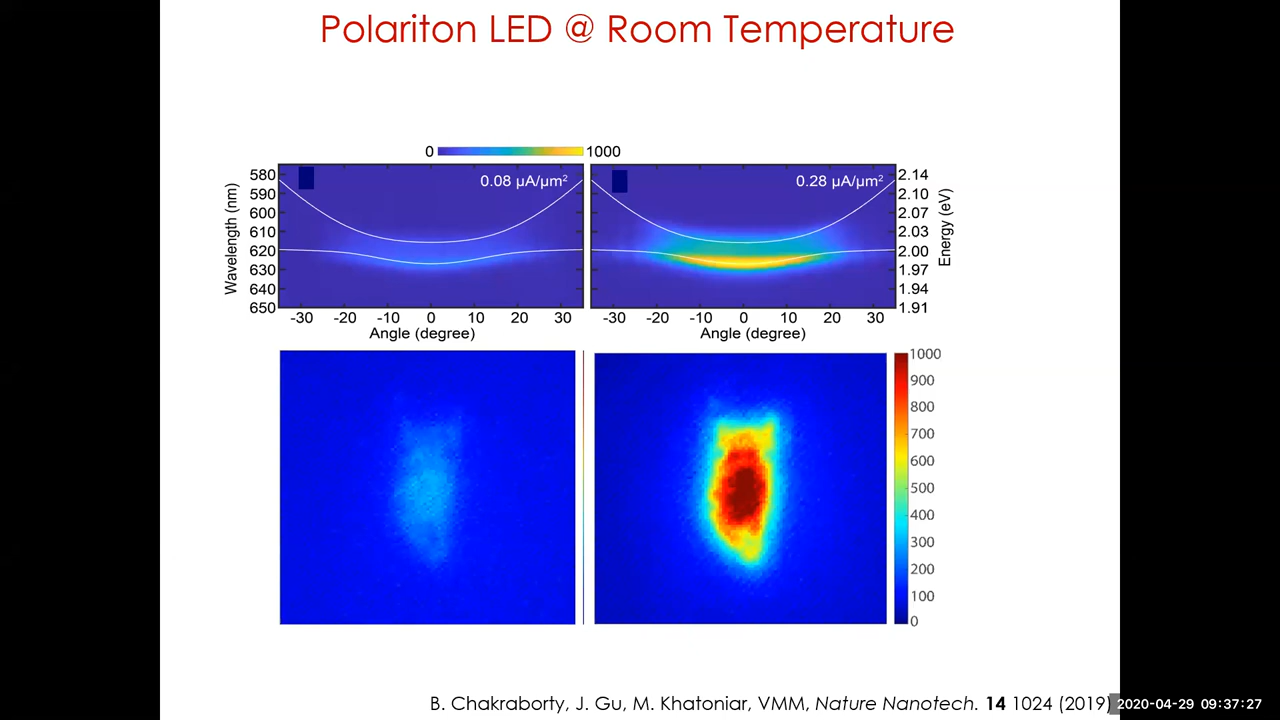 Polariton LED @ Room Temperature
0 1000
580
590
600
610
620
630
640
650
Wavelength (nm)
0.08 µA/µm²
-30 -20 -10 0 10 20 30
Angle (degree)
0.28 µA/µm²
-30 -20 -10 0 10 20 30
Angle (degree)
2.14
2.10
2.07
2.03
2.00
1.97
1.94
1.91
Energy (eV)
1000
900
800
700
600
500
400
300
200
100
0
B. Chakraborty, J. Gu, M. Khatoniar, VMM, Nature Nanotech. 14 1024 (2019)
2020-04-29 09:37:27